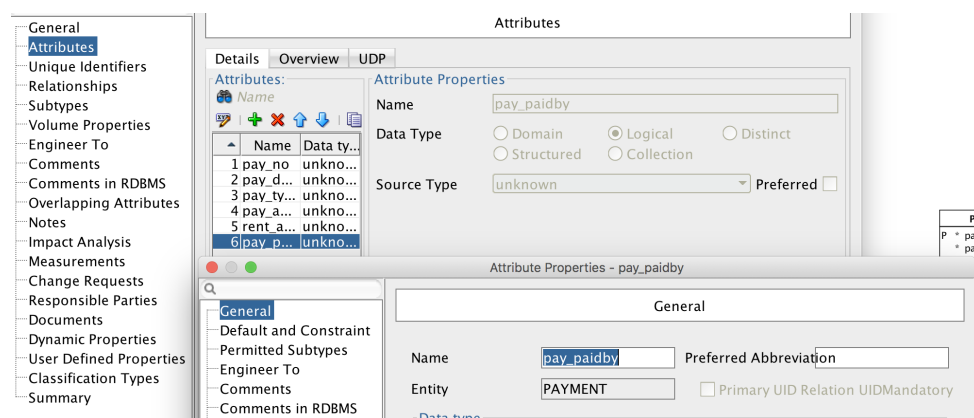 General
Attributes
Unique Identifiers
Relationships
Subtypes
Volume Properties
Engineer To
Comments
Comments in RDBMS
Overlapping Attributes
Notes
Impact Analysis
Measurements
Change Requests
Responsible Parties
Documents
Dynamic Properties
User Defined Properties
Classification Types
Summary
Attributes
Details Overview UDP
Attributes:
Name
Name Data ty...
1 pay_no unkno...
2 pay_d... unkno...
3 pay_ty... unkno...
4 pay_a... unkno...
5 rent_a... unkno...
6 pay_p... unkno...
Attribute Properties
Name pay_paidby
Data Type Domain Logical Distinct
Structured Collection
Source Type unknown Preferred
P
P * pa
* pa
Attribute Properties - pay_paidby
General
Default and Constraint
Permitted Subtypes
Engineer To
Comments
Comments in RDBMS
General
Name pay_paidby Preferred Abbreviation
Entity PAYMENT Primary UID Relation UIDMandatory
Data type